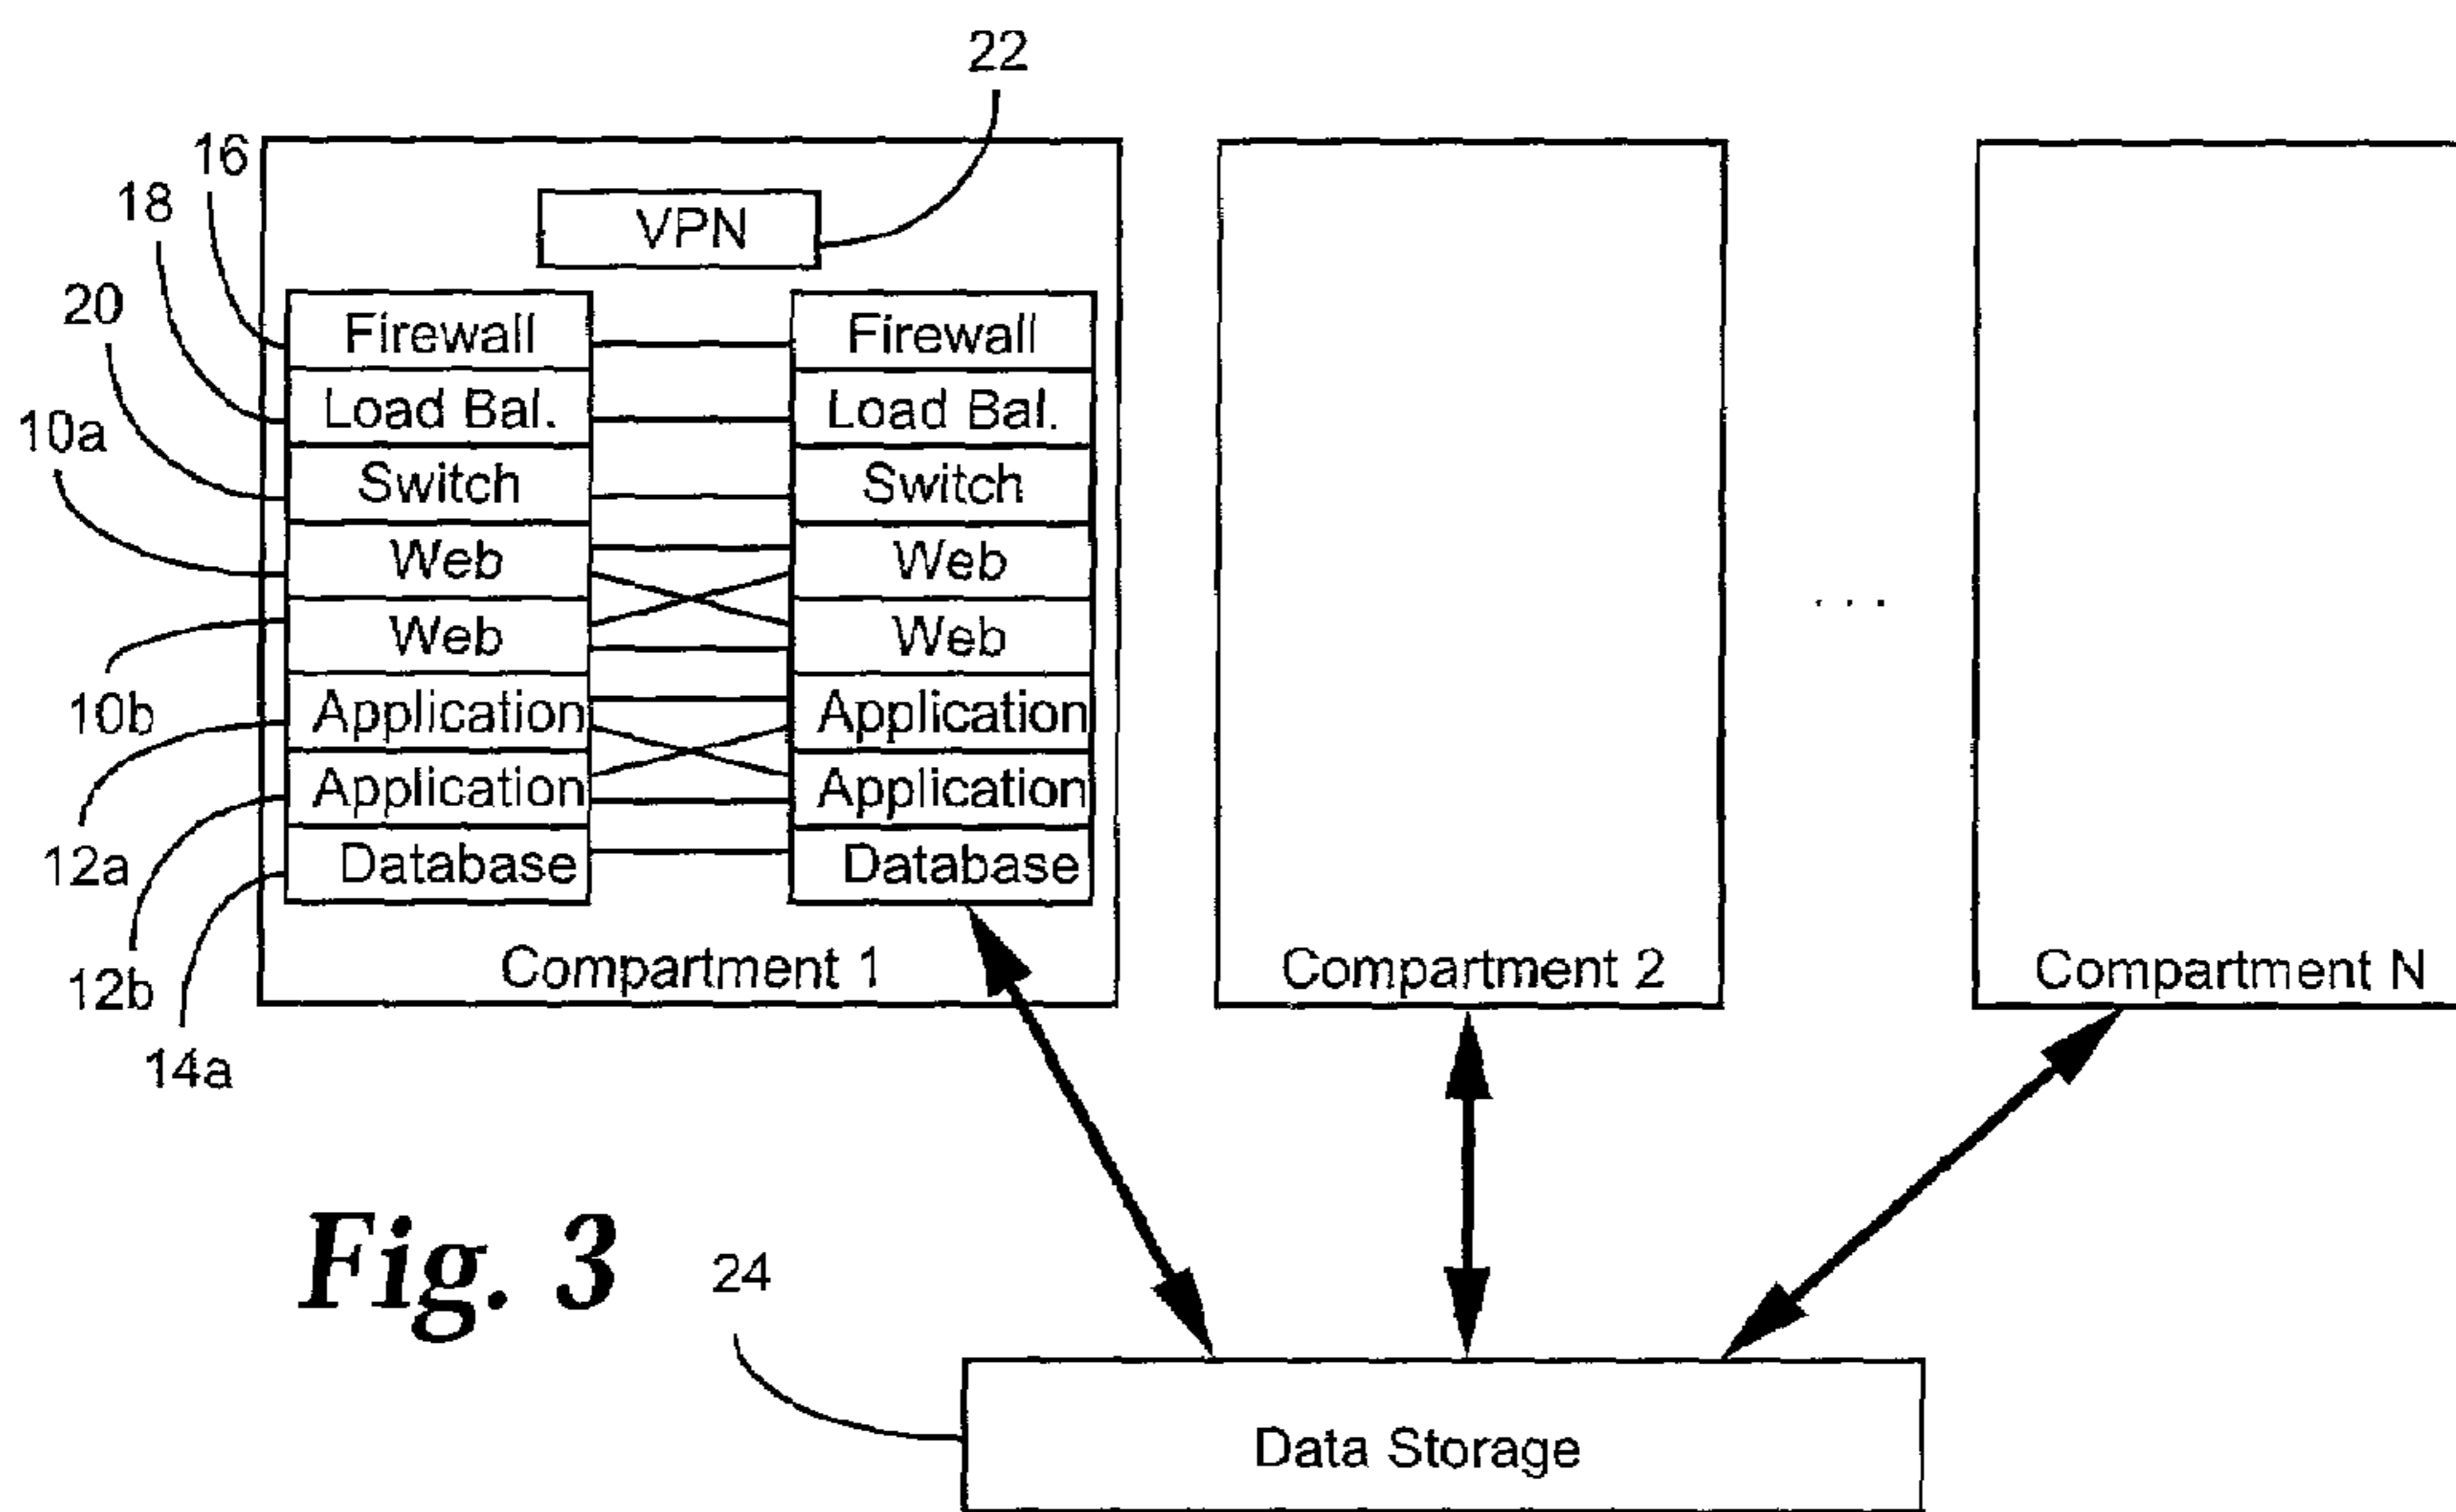 22
16
18
VPN
20
Firewall Firewall
Load Bal. Load Bal.
10a
Switch Switch
Web Web
Web Web
10b
Application Application
Application Application
12a
Database Database
12b
Compartment 1 Compartment 2 . . . Compartment N
14a
Fig. 3
24
Data Storage